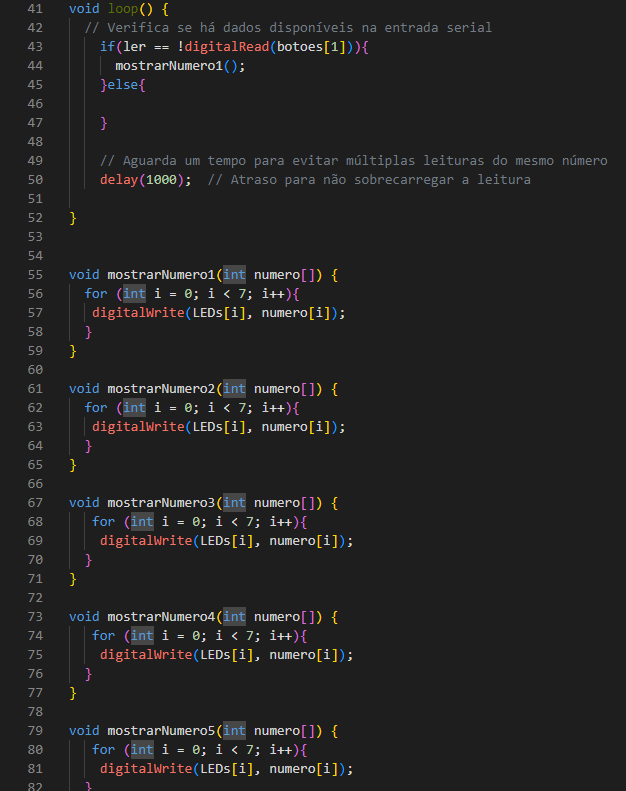 41 void loop() {
42 // Verifica se há dados disponíveis na entrada serial
43 if(ler == !digitalRead(botoes[1])){
44 mostrarNumero1();
45 }else{
46
47 }
48
49 // Aguarda um tempo para evitar múltiplas leituras do mesmo número
50 delay(1000); // Atraso para não sobrecarregar a leitura
51
52 }
53
54
55 void mostrarNumero1(int numero[]) {
56 for (int i = 0; i < 7; i++){
57 digitalWrite(LEDs[i], numero[i]);
58 }
59 }
60
61 void mostrarNumero2(int numero[]) {
62 for (int i = 0; i < 7; i++){
63 digitalWrite(LEDs[i], numero[i]);
64 }
65 }
66
67 void mostrarNumero3(int numero[]) {
68 for (int i = 0; i < 7; i++){
69 digitalWrite(LEDs[i], numero[i]);
70 }
71 }
72
73 void mostrarNumero4(int numero[]) {
74 for (int i = 0; i < 7; i++){
75 digitalWrite(LEDs[i], numero[i]);
76 }
77 }
78
79 void mostrarNumero5(int numero[]) {
80 for (int i = 0; i < 7; i++){
81 digitalWrite(LEDs[i], numero[i]);
82 }